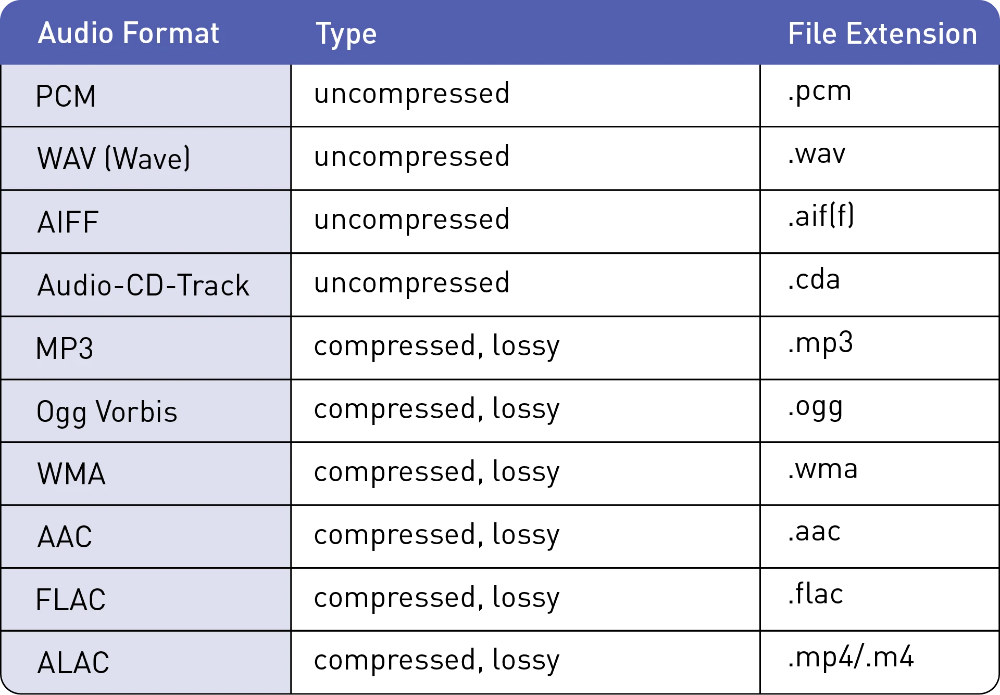 Audio Format Type File Extension
PCM uncompressed .pcm
WAV (Wave) uncompressed .wav
AIFF uncompressed .aif(f)
Audio-CD-Track uncompressed .cda
MP3 compressed, lossy .mp3
Ogg Vorbis compressed, lossy .ogg
WMA compressed, lossy .wma
AAC compressed, lossy .aac
FLAC compressed, lossy .flac
ALAC compressed, lossy .mp4/.m4